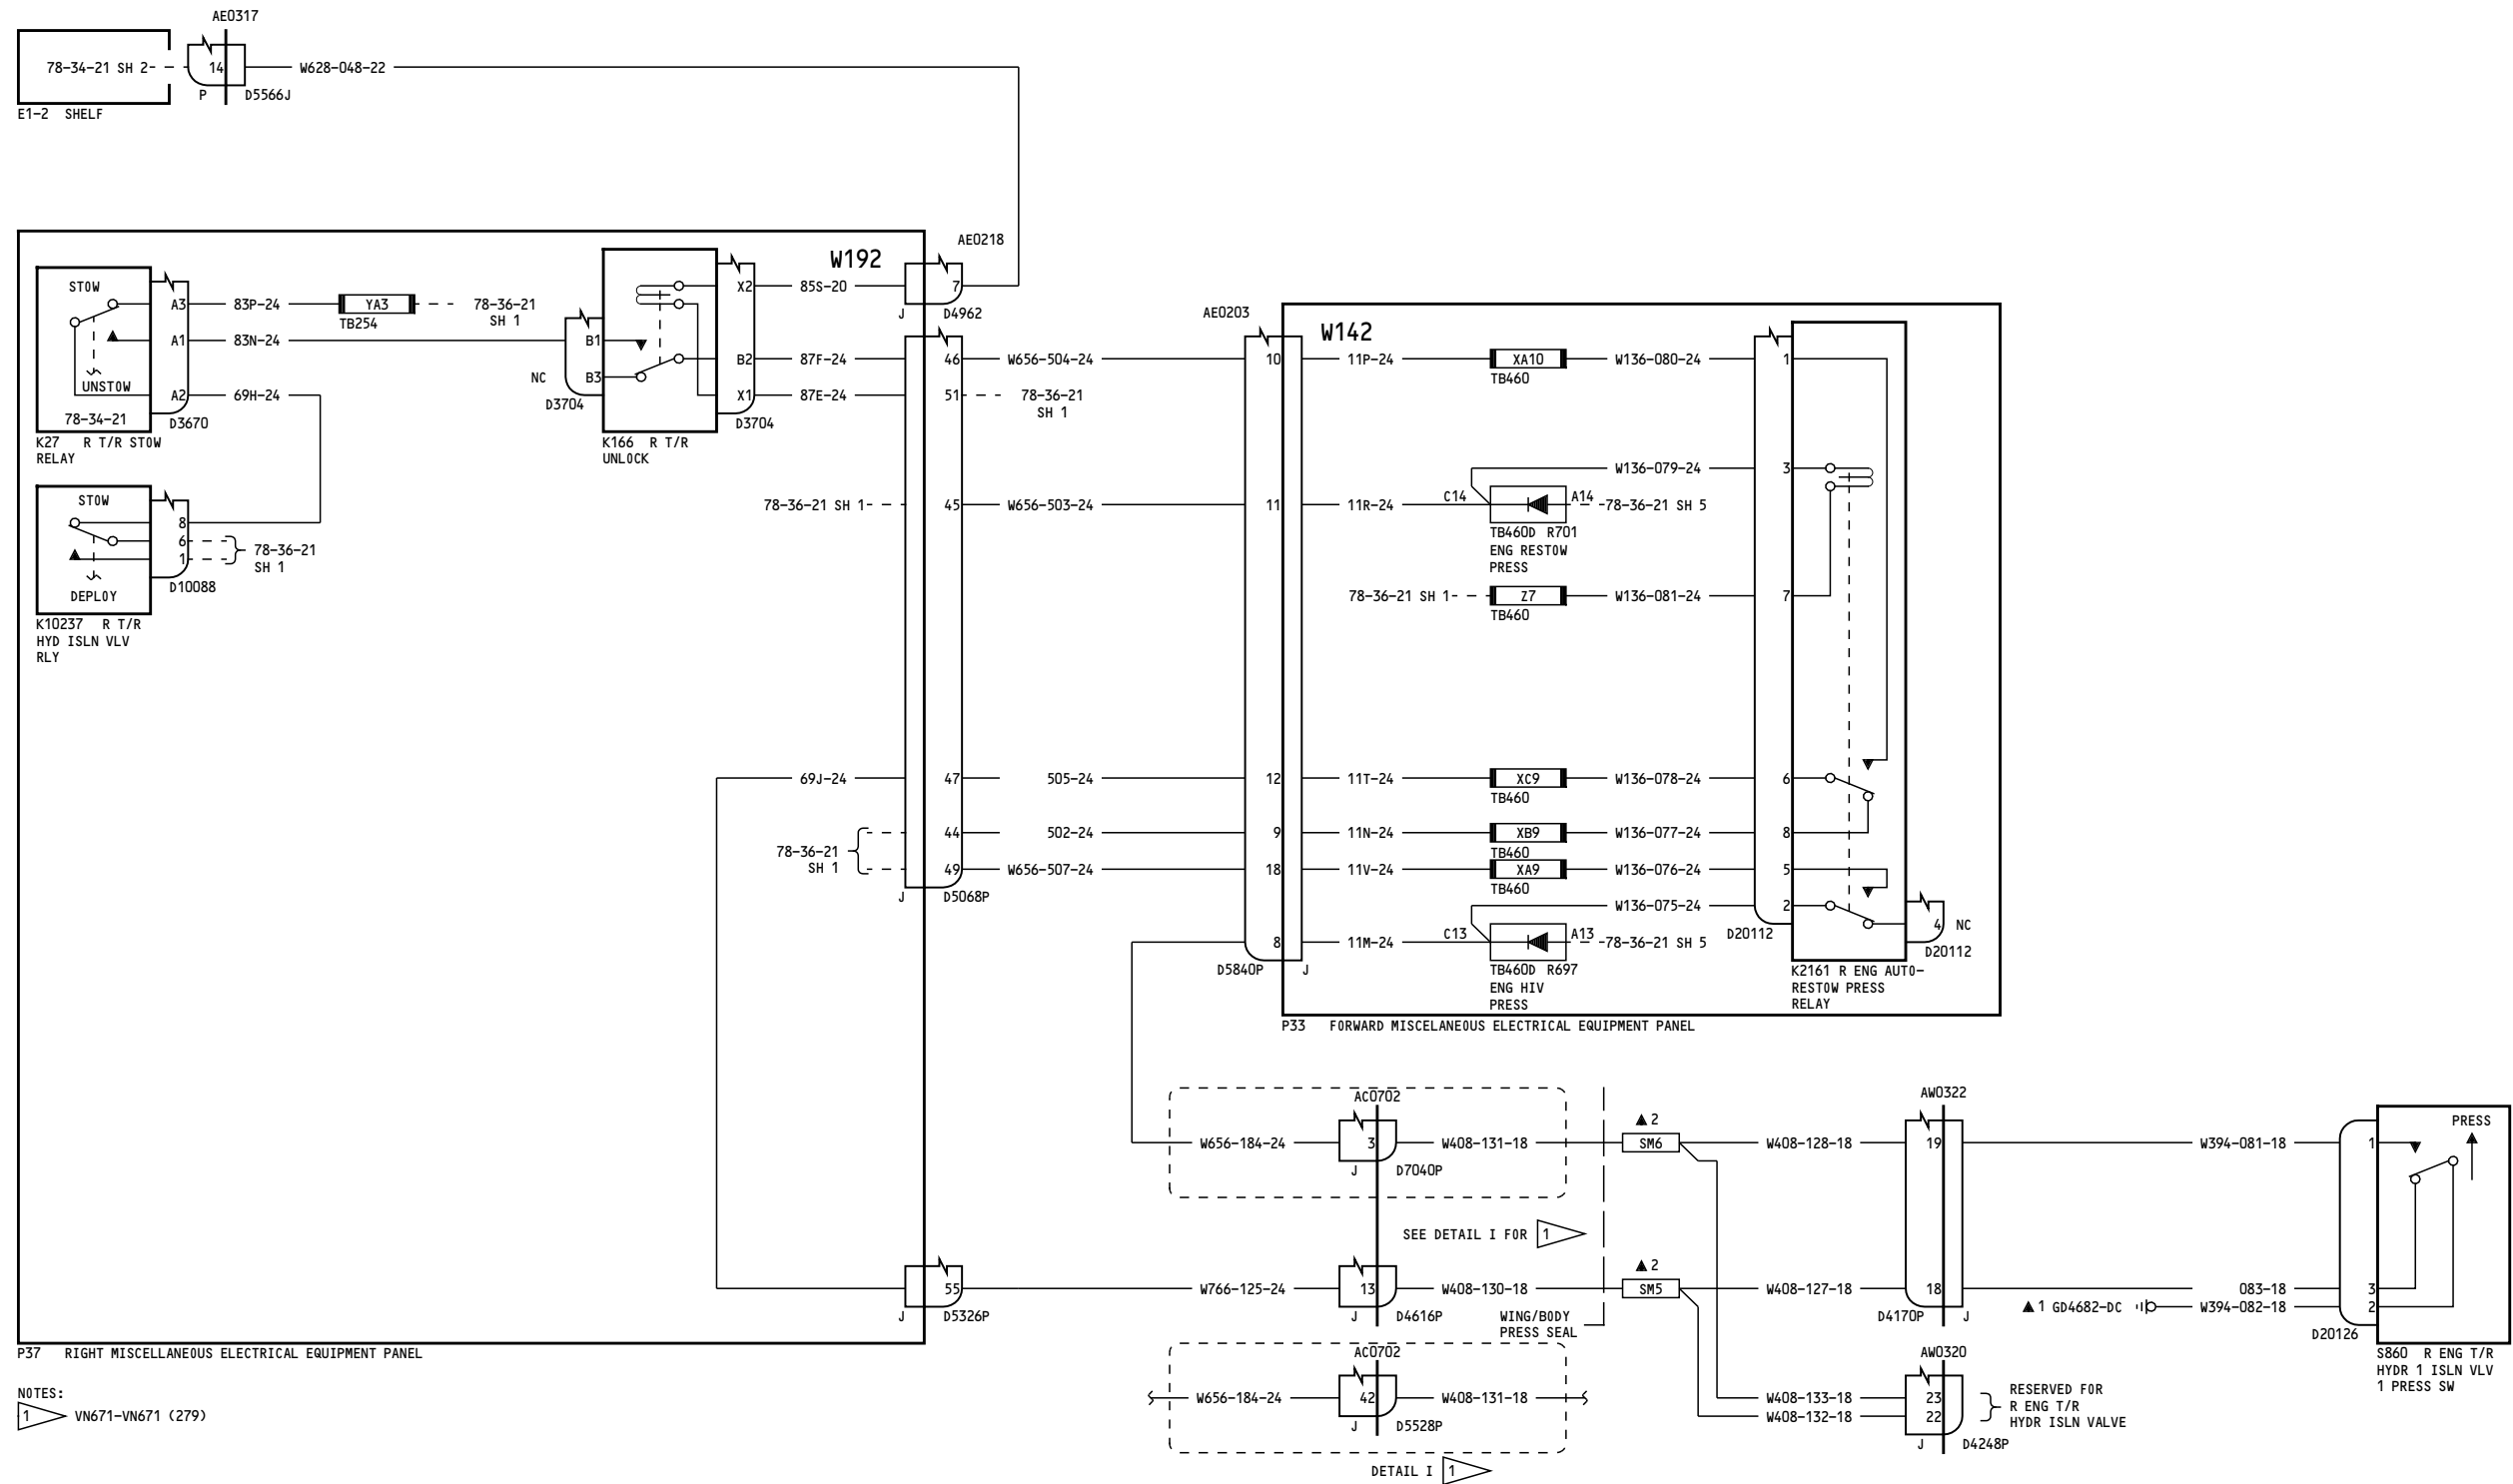 AE0317
78-34-21 SH 2
14
W628-048-22
P
D5566J
E1-2 SHELF
W192
AE0218
STOW
A3
83P-24
YA3
TB254
78-36-21
SH 1
X2
85S-20
7
J
D4962
A1
83N-24
B1
UNSTOW
B2
87F-24
46
W656-504-24
NC
B3
D3704
A2
69H-24
X1
87E-24
51
78-36-21
SH 1
78-34-21
D3670
D3704
K27 R T/R STOW
RELAY
K166 R T/R
UNLOCK
STOW
8
6
1
78-36-21
SH 1
DEPLOY
D10088
K10237 R T/R
HYD ISLN VLV
RLY
78-36-21 SH 1
45
W656-503-24
69J-24
47
505-24
78-36-21
SH 1
44
502-24
49
W656-507-24
J
D5068P
AE0203
W142
10
11P-24
XA10
TB460
W136-080-24
1
W136-079-24
3
11
11R-24
C14
A14
78-36-21 SH 5
TB460D R701
ENG RESTOW
PRESS
78-36-21 SH 1
Z7
TB460
W136-081-24
7
12
11T-24
XC9
TB460
W136-078-24
6
9
11N-24
XB9
TB460
W136-077-24
8
18
11V-24
XA9
TB460
W136-076-24
5
W136-075-24
2
8
11M-24
C13
A13
78-36-21 SH 5
D20112
4
NC
D20112
D5840P
J
TB460D R697
ENG HIV
PRESS
K2161 R ENG AUTO-
RESTOW PRESS
RELAY
P33 FORWARD MISCELANEOUS ELECTRICAL EQUIPMENT PANEL
AC0702
W656-184-24
3
W408-131-18
J
D7040P
2
SM6
W408-128-18
AW0322
19
W394-081-18
1
PRESS
SEE DETAIL I FOR 1
55
J
D5326P
W766-125-24
13
W408-130-18
J
D4616P
2
SM5
W408-127-18
18
083-18
3
1 GD4682-DC
W394-082-18
2
D4170P
J
D20126
WING/BODY
PRESS SEAL
S860 R ENG T/R
HYDR 1 ISLN VLV
1 PRESS SW
P37 RIGHT MISCELLANEOUS ELECTRICAL EQUIPMENT PANEL
AC0702
W656-184-24
42
W408-131-18
J
D5528P
AW0320
W408-133-18
23
W408-132-18
22
RESERVED FOR
R ENG T/R
HYDR ISLN VALVE
J
D4248P
NOTES:
1 VN671-VN671 (279)
DETAIL I 1